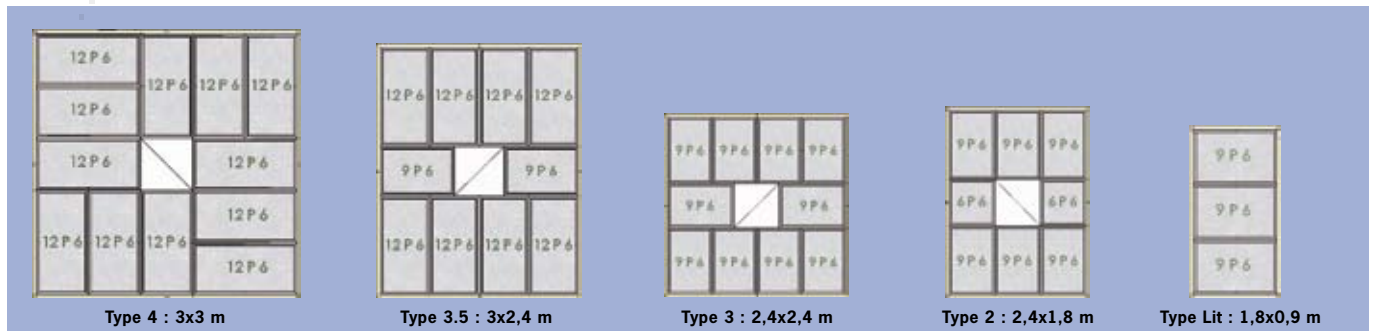 12P6
12P6 12P6 12P6
12P6
12P6 12P6
12P6
12P6 12P6 12P6
12P6
Type 4 : 3x3 m
12P6 12P6 12P6 12P6
9P6 9P6
12P6 12P6 12P6 12P6
Type 3.5 : 3x2,4 m
9P6 9P6 9P6 9P6
9P6 9P6
9P6 9P6 9P6 9P6
Type 3 : 2,4x2,4 m
9P6 9P6 9P6
6P6 6P6
9P6 9P6 9P6
Type 2 : 2,4x1,8 m
9P6
9P6
9P6
Type Lit : 1,8x0,9 m